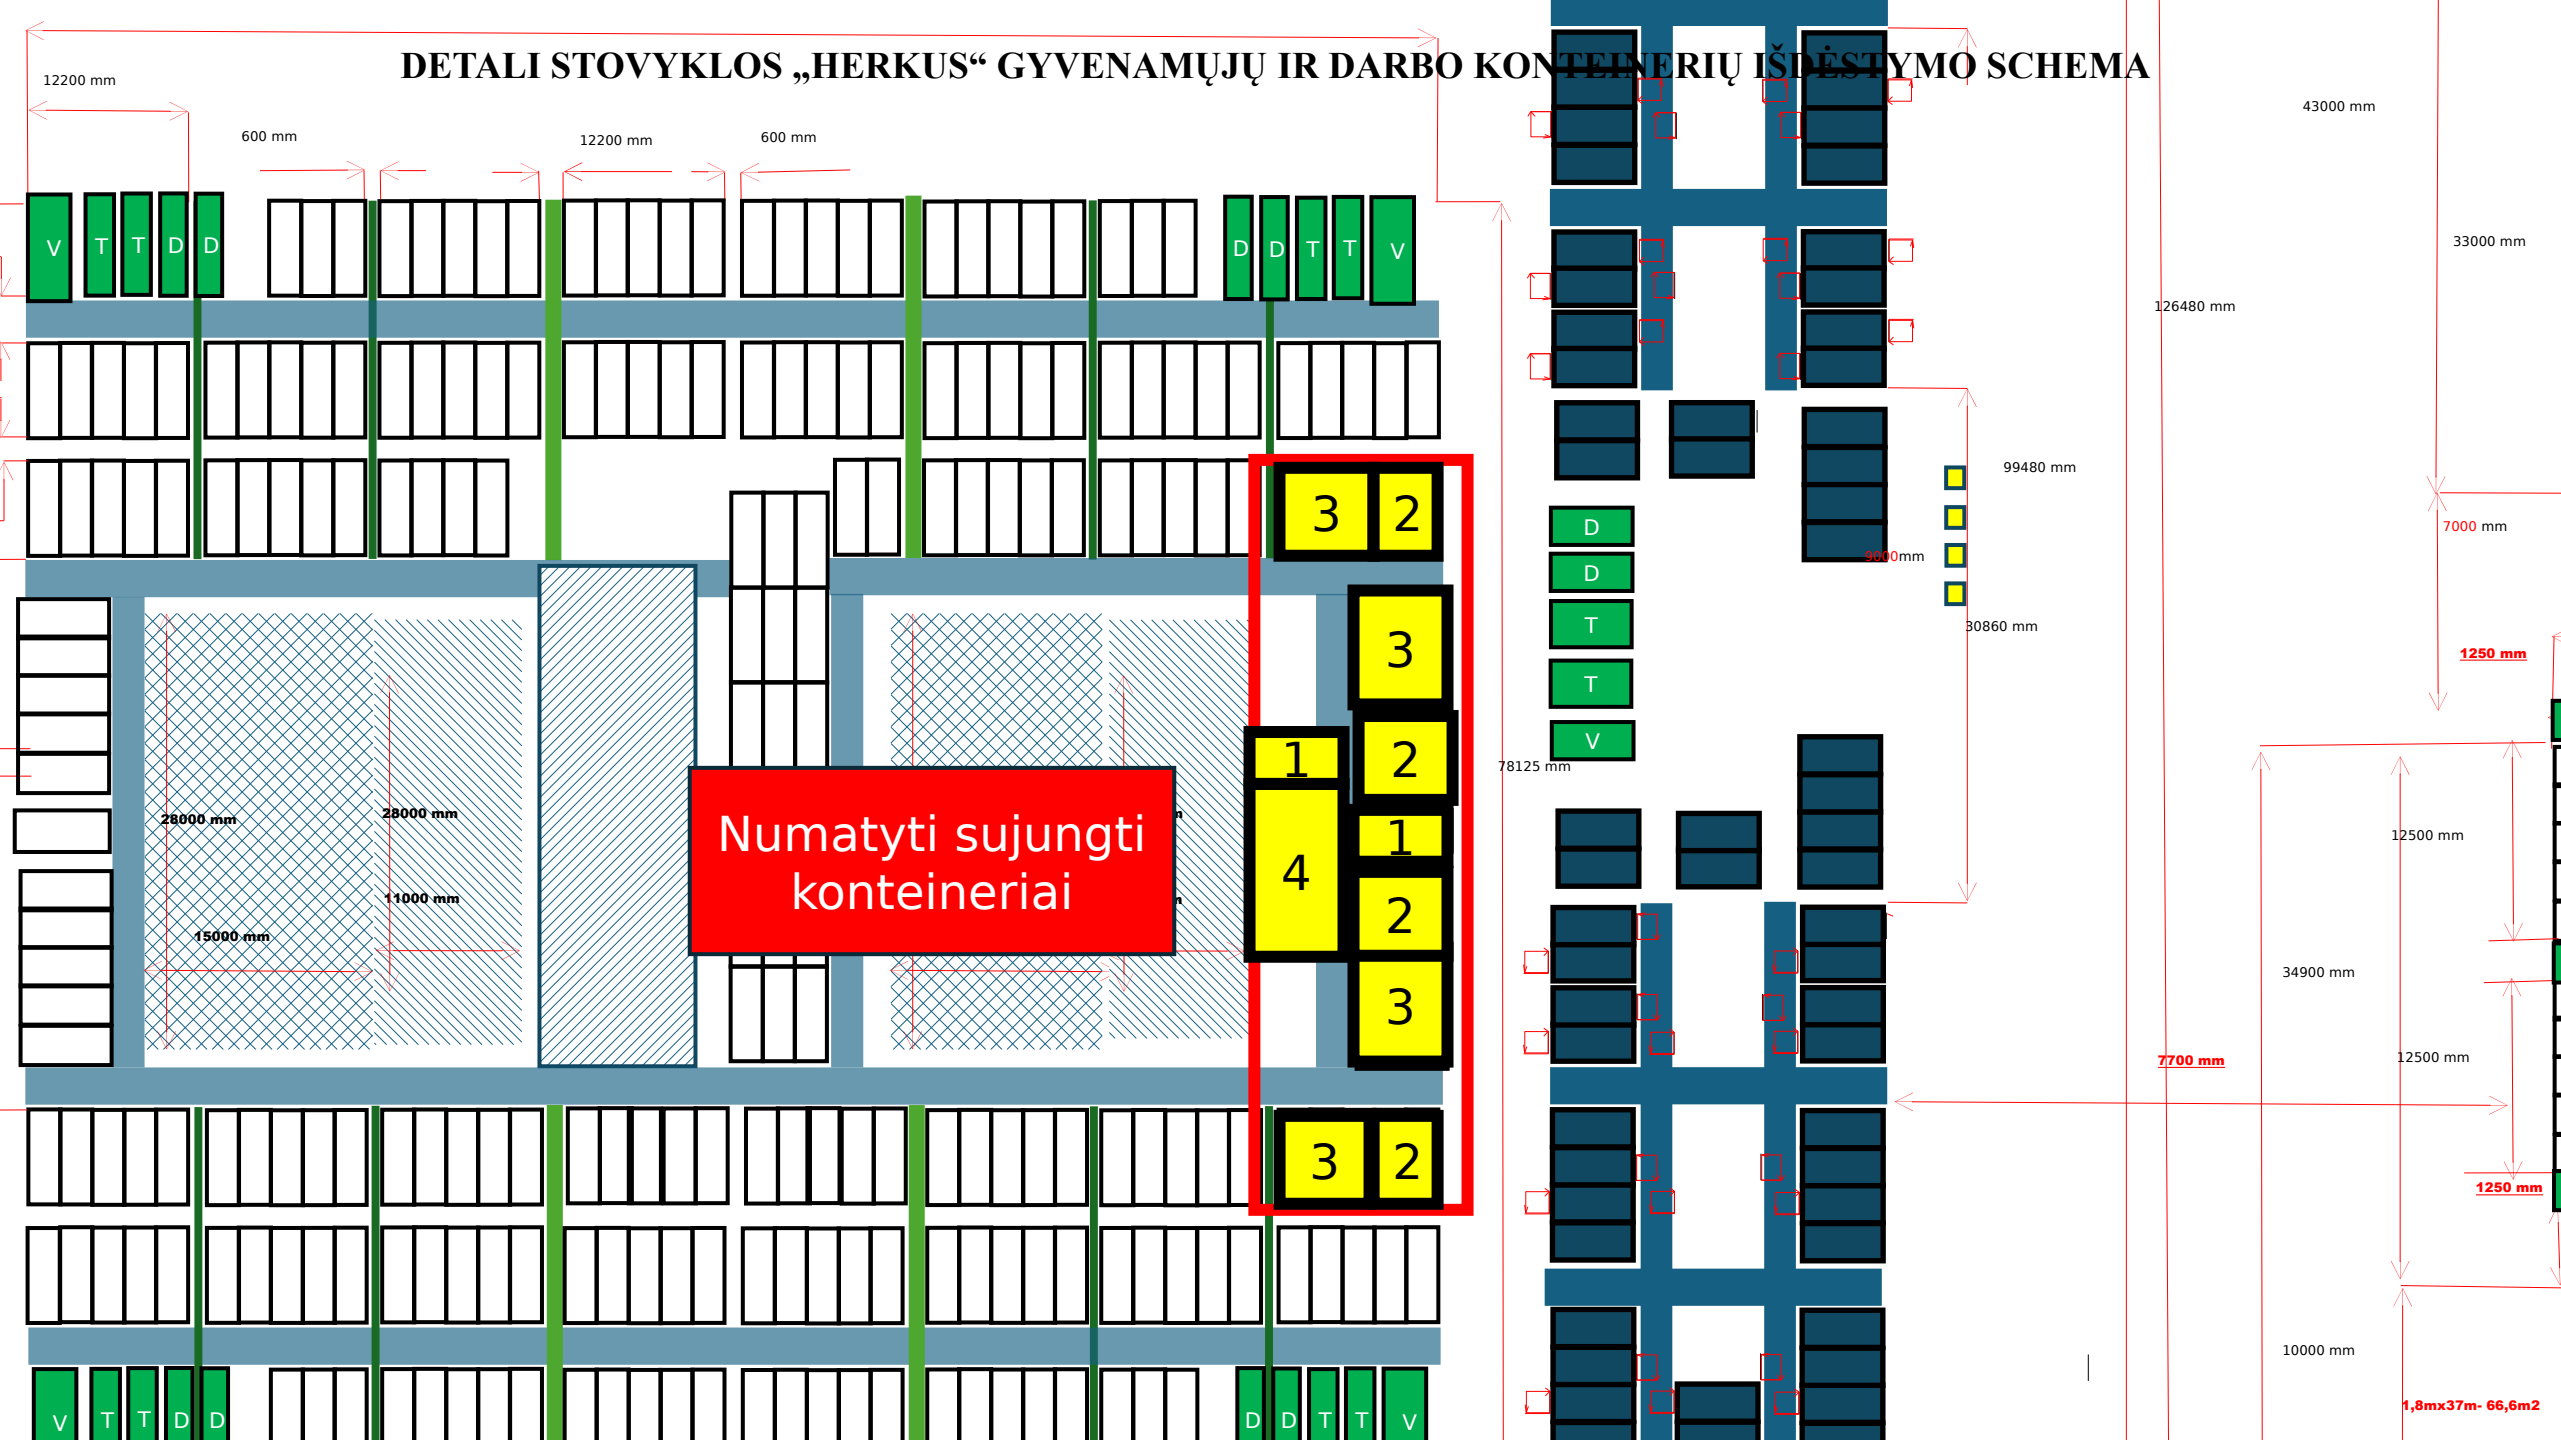 DETALI STOVYKLOS „HERKUS“ GYVENAMŲJŲ IR DARBO KONTEINERIŲ IŠDĖSTYMO SCHEMA
12200 mm
600 mm
12200 mm
600 mm
43000 mm
33000 mm
126480 mm
V T T D D
D D T T V
99480 mm
7000 mm
9000mm
3 2
D
D
T
T
V
30860 mm
1250 mm
3
2
1
78125 mm
Numatyti sujungti
konteineriai
4
1
2
3
28000 mm
28000 mm
11000 mm
15000 mm
12500 mm
34900 mm
12500 mm
7700 mm
3 2
1250 mm
10000 mm
1,8mx37m- 66,6m2
V T T D D
D D T T V